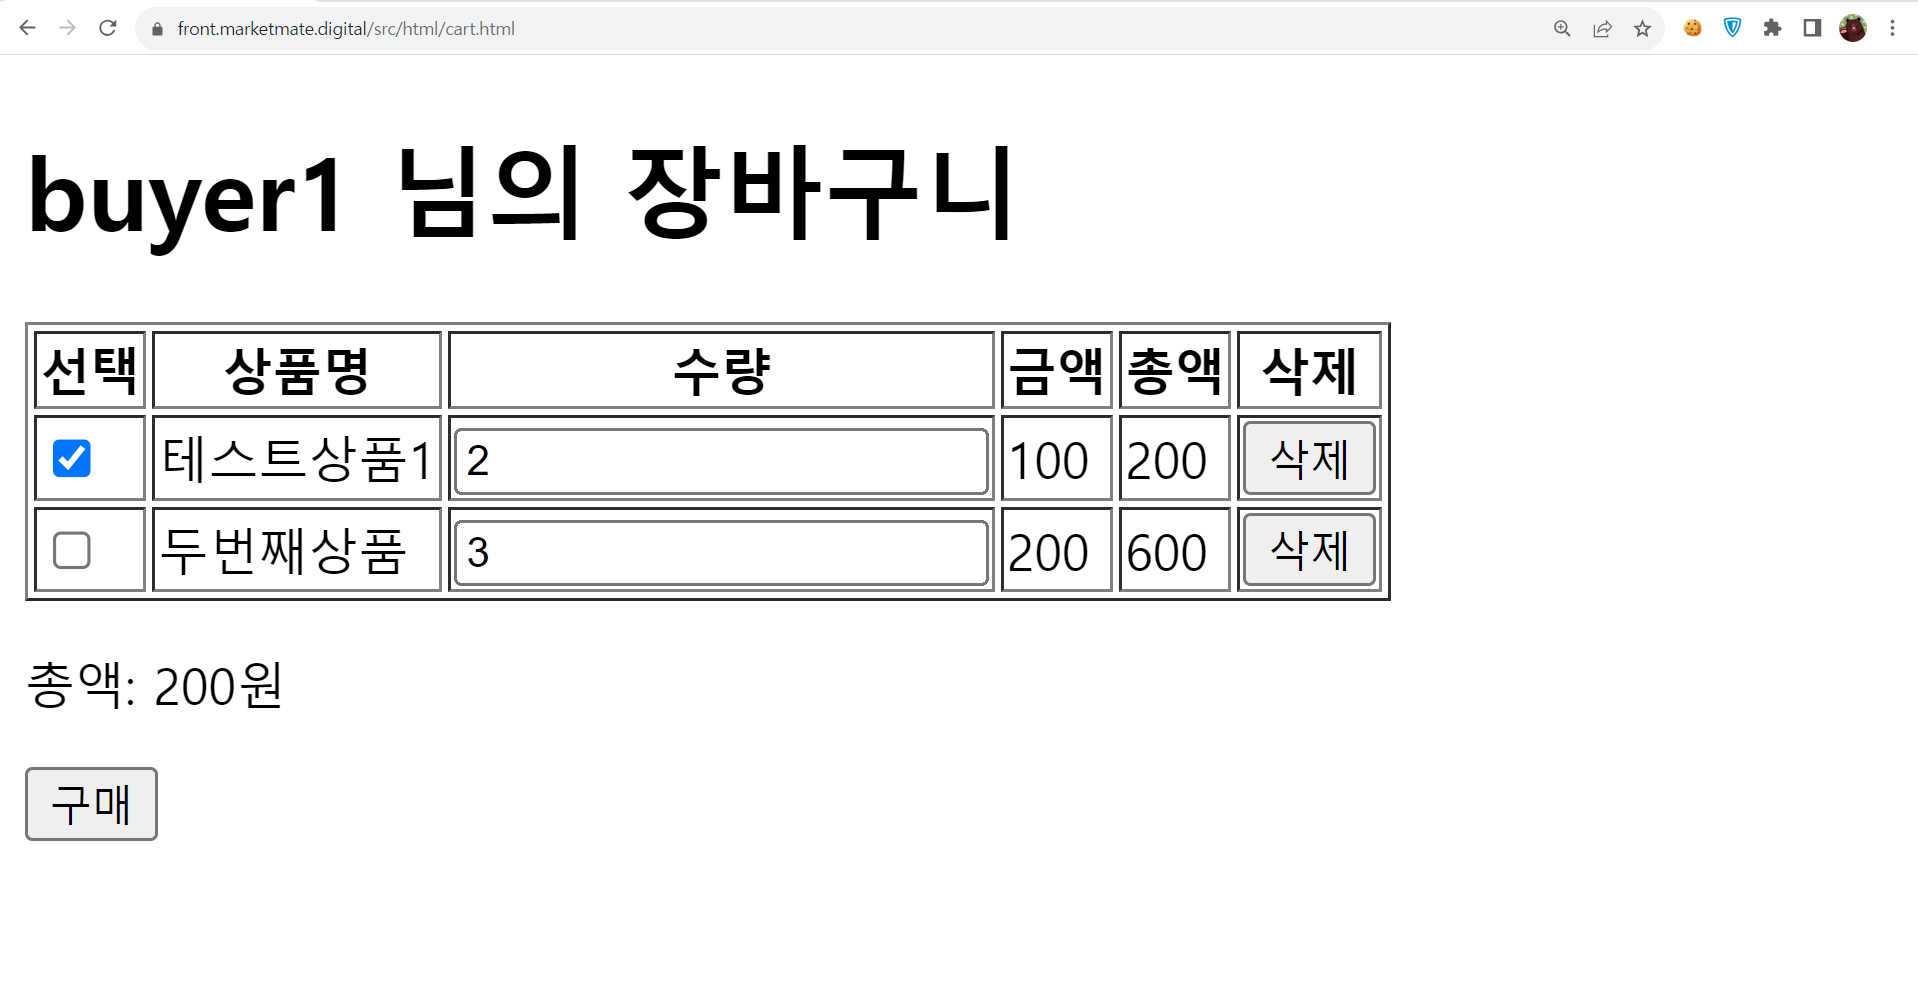 front.marketmate.digital/src/html/cart.html
buyer1 님의 장바구니
선택 상품명 수량 금액 총액 삭제
테스트상품1 2 100 200 삭제
두번째상품 3 200 600 삭제
총액: 200원
구매